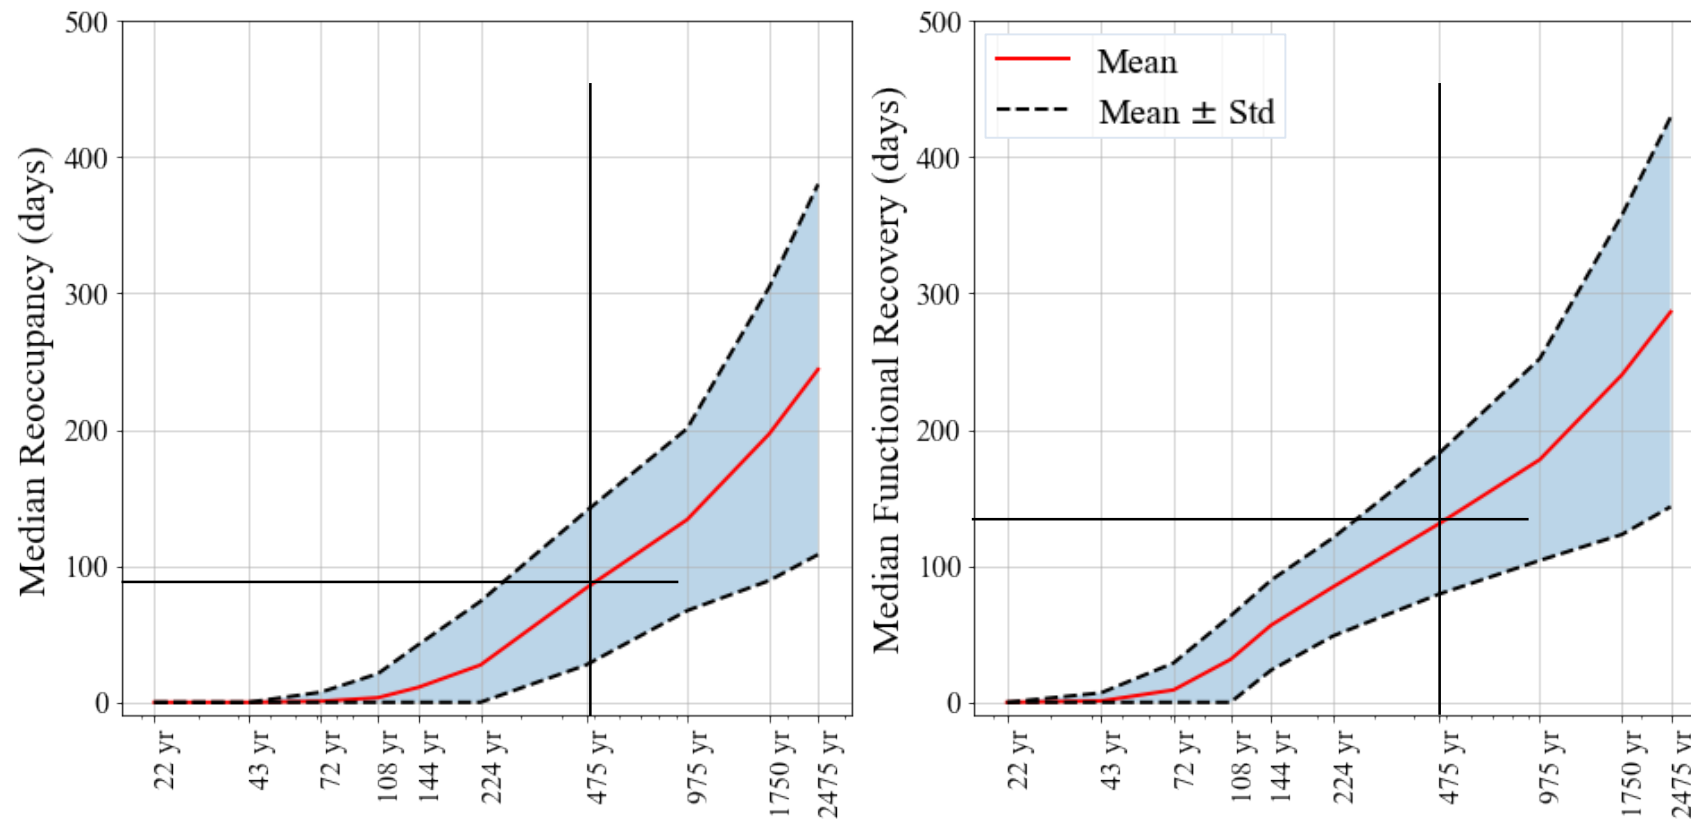 Median Reoccupancy (days)
500
400
300
200
100
0
22 yr
43 yr
72 yr
108 yr
144 yr
224 yr
475 yr
975 yr
1750 yr
2475 yr
Median Functional Recovery (days)
500
400
300
200
100
0
Mean
Mean ± Std
22 yr
43 yr
72 yr
108 yr
144 yr
224 yr
475 yr
975 yr
1750 yr
2475 yr